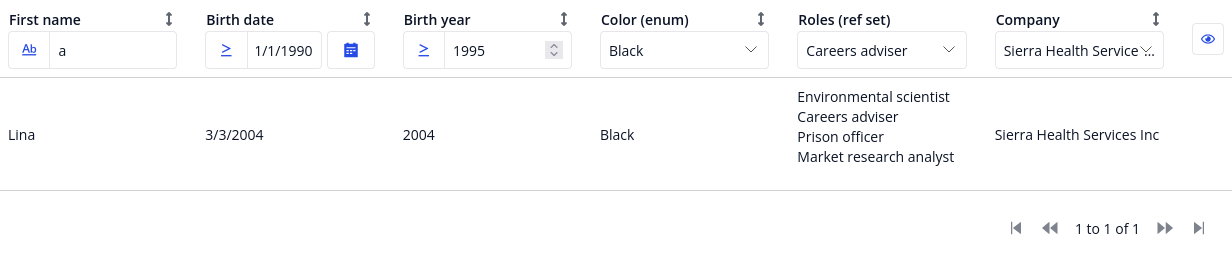 First name Birth date Birth year Color (enum) Roles (ref set) Company
Ab a ≥ 1/1/1990 ≥ 1995 Black Careers adviser Sierra Health Service ...
Lina 3/3/2004 2004 Black Environmental scientist Sierra Health Services Inc
Careers adviser
Prison officer
Market research analyst
1 to 1 of 1